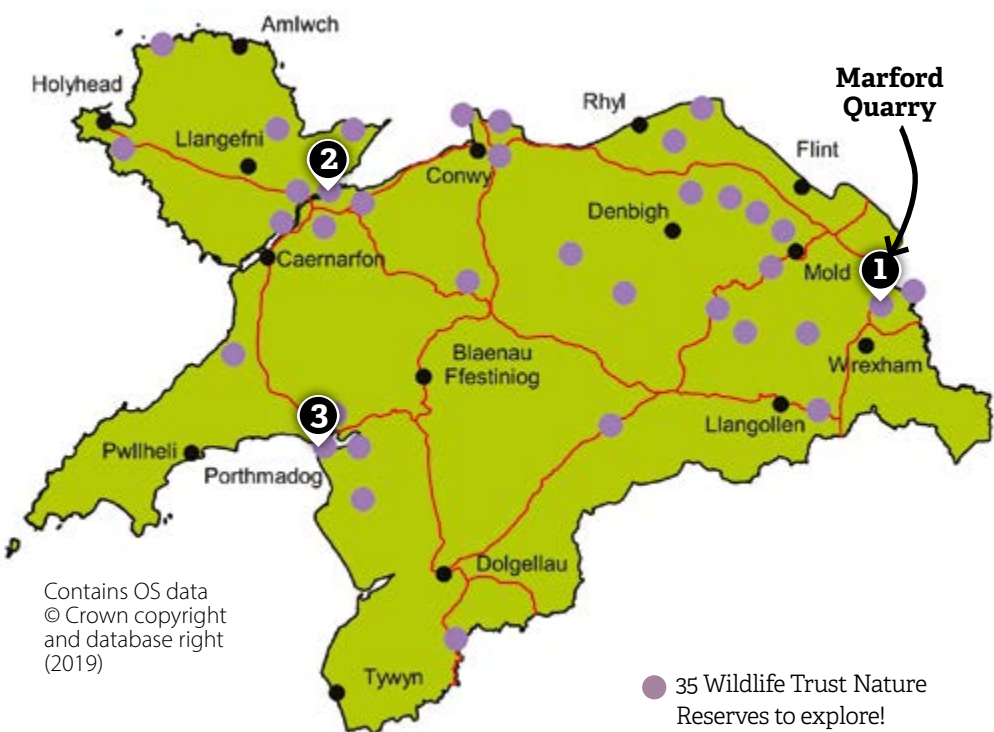 Amlwch
Holyhead
Marford
Quarry
Rhyl
Llangefni
2
Flint
Conwy
Denbigh
Caernarfon
Mold
1
Blaenau
Ffestiniog
Wrexham
3
Llangollen
Pwllheli
Porthmadog
Dolgellau
Contains OS data
© Crown copyright
and database right
(2019)
Tywyn
35 Wildlife Trust Nature
Reserves to explore!